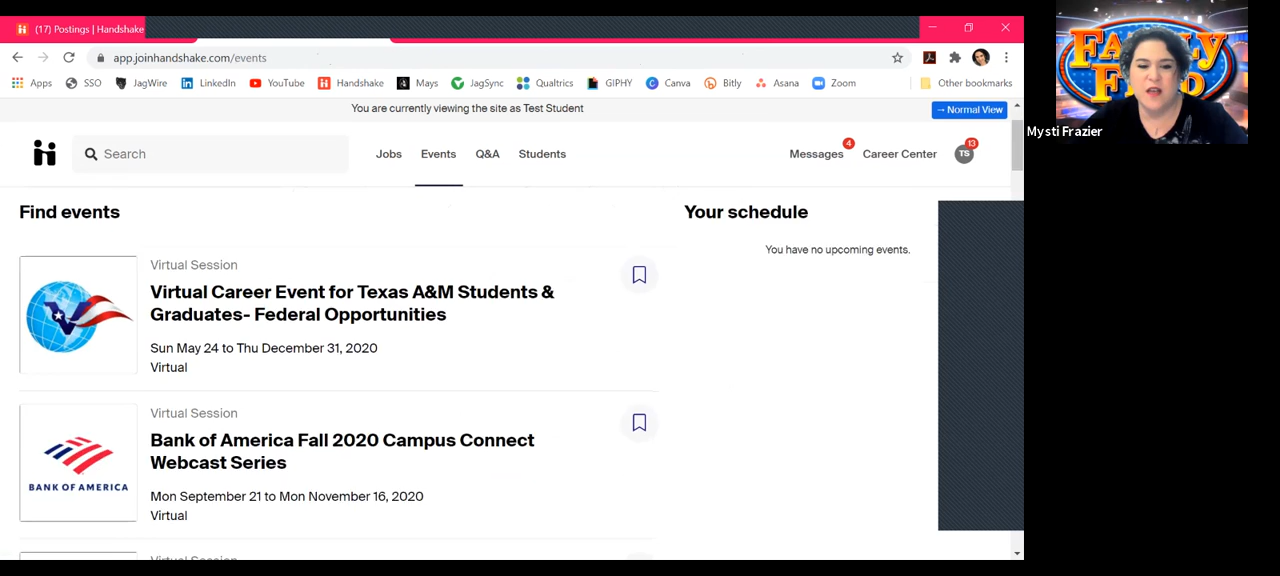 (17) Postings | Handshake
app.joinhandshake.com/events
Apps SSO JagWire LinkedIn YouTube Handshake Mays JagSync Qualtrics GIPHY Canva Bitly Asana Zoom Other bookmarks
You are currently viewing the site as Test Student
→ Normal View
Search
Jobs Events Q&A Students Messages 4 Career Center TS 13
Find events
Your schedule
You have no upcoming events.
Virtual Session
Virtual Career Event for Texas A&M Students &
Graduates- Federal Opportunities
Sun May 24 to Thu December 31, 2020
Virtual
Virtual Session
Bank of America Fall 2020 Campus Connect
Webcast Series
BANK OF AMERICA
Mon September 21 to Mon November 16, 2020
Virtual
Virtual Session
FAMILY
Mysti Frazier